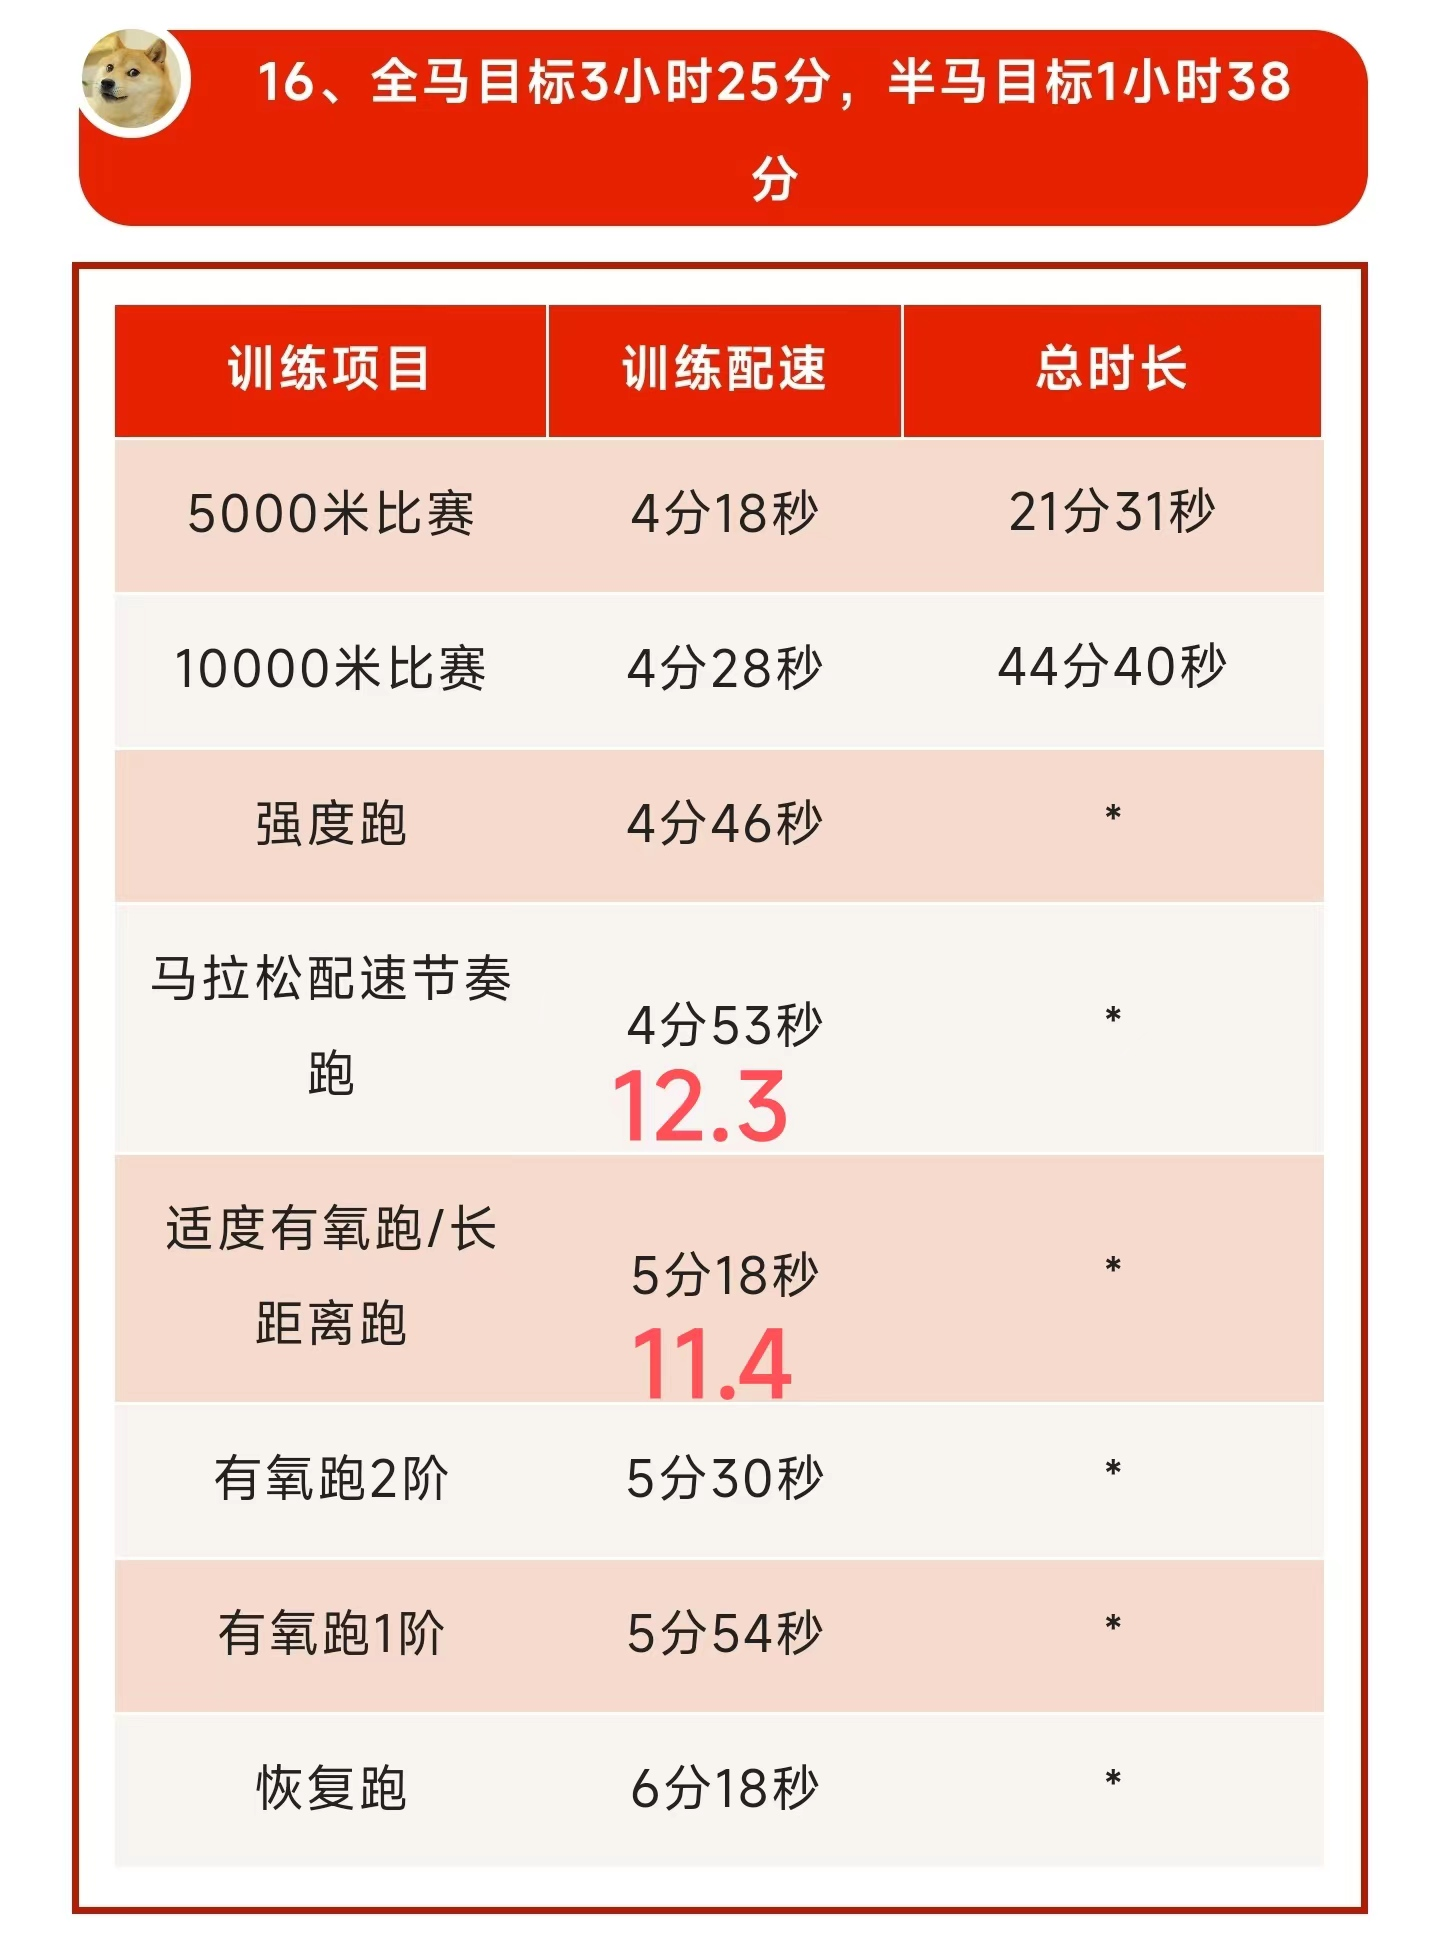 16、全马目标3小时25分，半马目标1小时38
分
训练项目 训练配速 总时长
5000米比赛 4分18秒 21分31秒
10000米比赛 4分28秒 44分40秒
强度跑 4分46秒 *
马拉松配速节奏
跑 4分53秒 *
12.3
适度有氧跑/长
距离跑 5分18秒 *
11.4
有氧跑2阶 5分30秒 *
有氧跑1阶 5分54秒 *
恢复跑 6分18秒 *